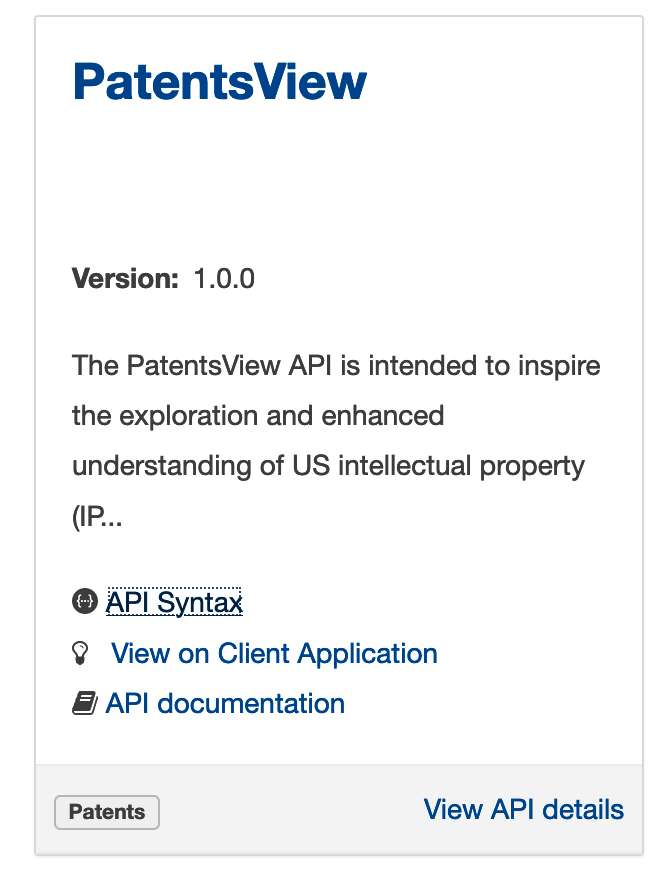 PatentsView
Version: 1.0.0
The PatentsView API is intended to inspire
the exploration and enhanced
understanding of US intellectual property
(IP...
{...} API Syntax
View on Client Application
API documentation
Patents
View API details